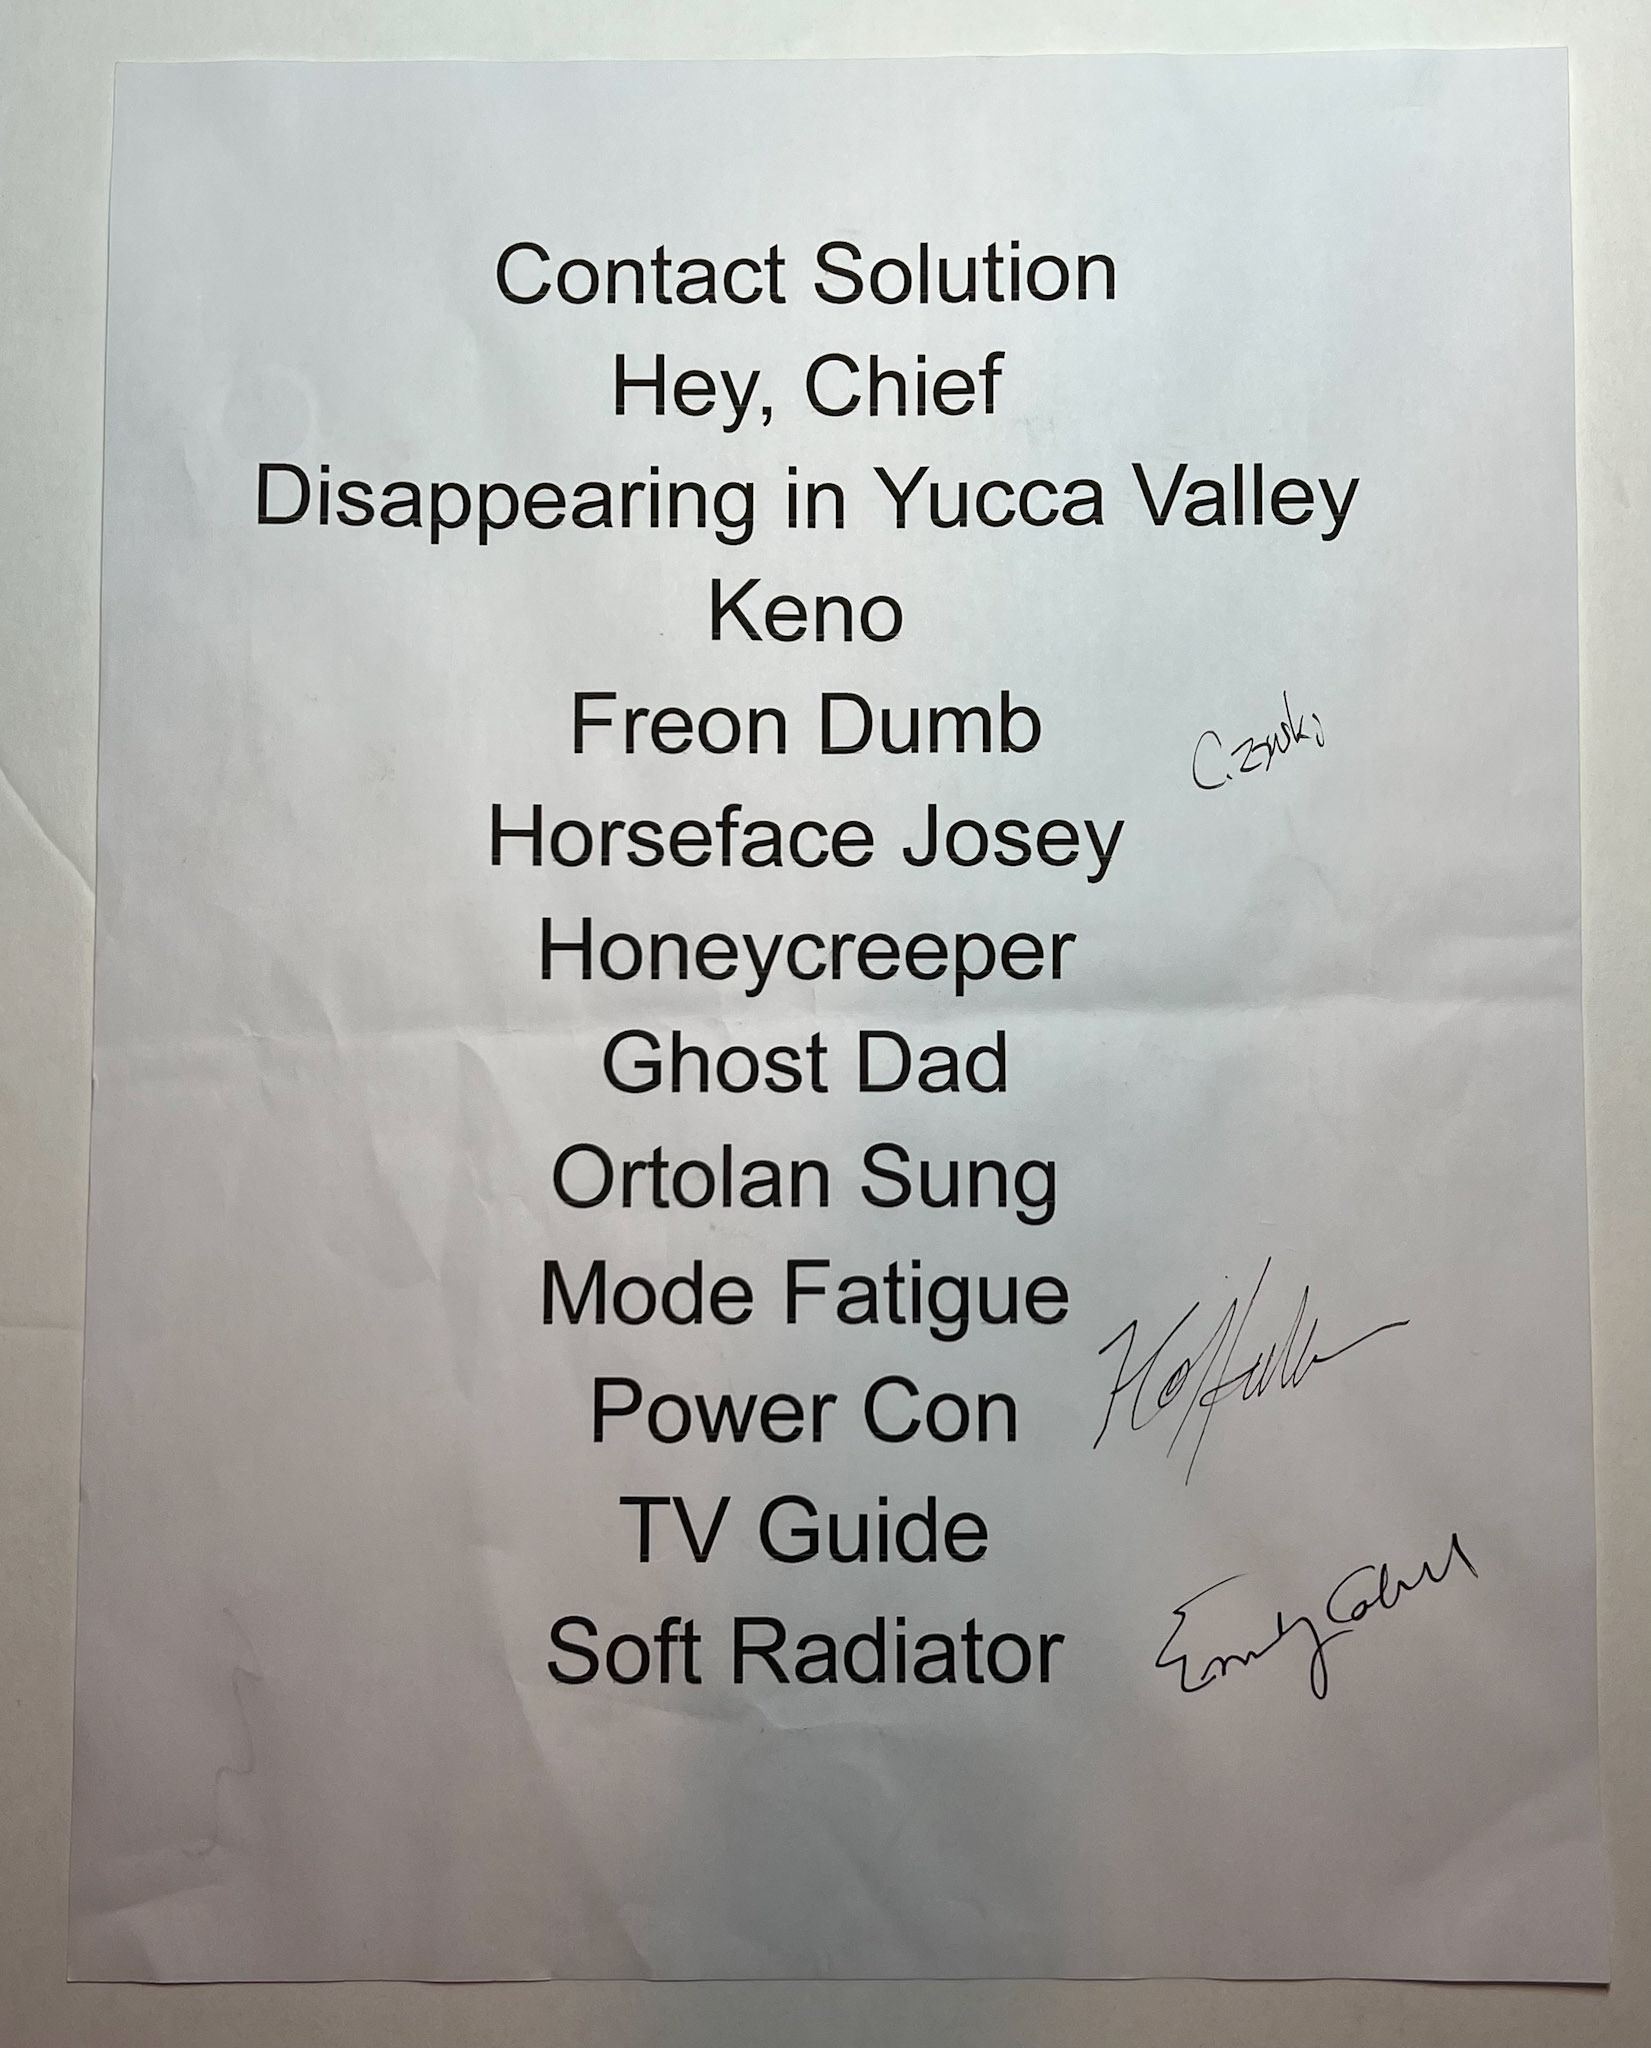 Contact Solution
Hey, Chief
Disappearing in Yucca Valley
Keno
Freon Dumb
Horseface Josey
Honeycreeper
Ghost Dad
Ortolan Sung
Mode Fatigue
Power Con
TV Guide
Soft Radiator
Emily